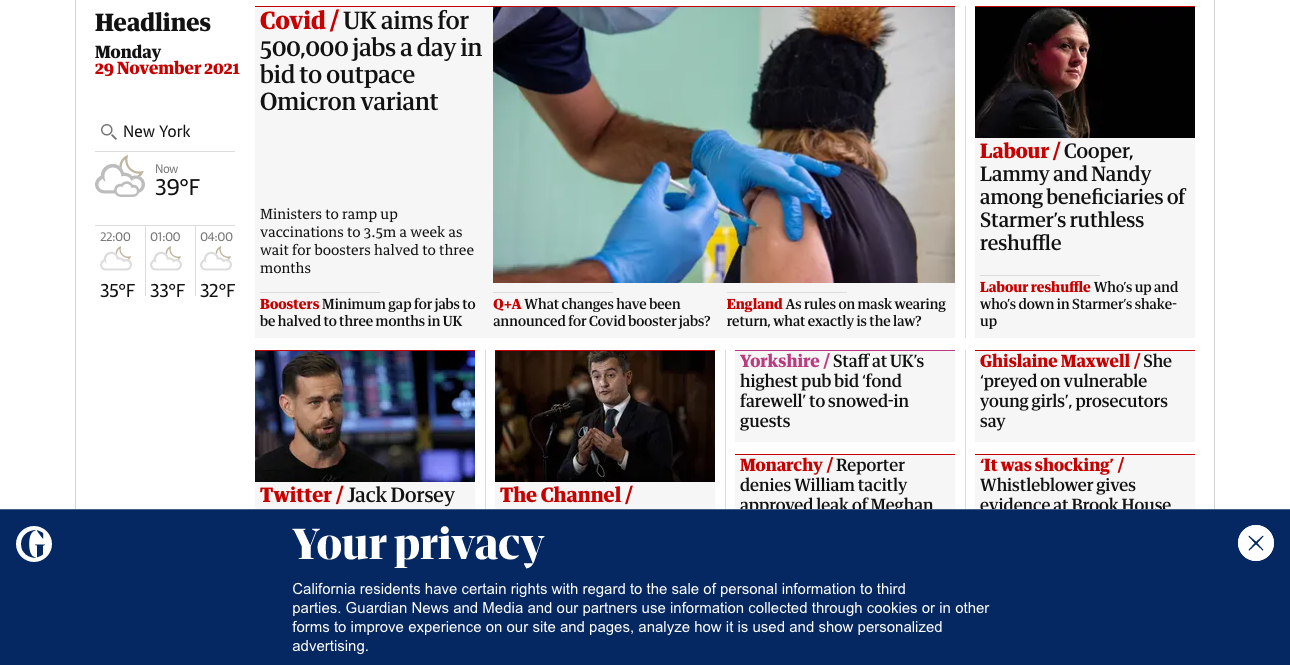 Headlines
Monday
29 November 2021
New York
Now
39°F
22:00
01:00
04:00
35°F
33°F
32°F
Covid / UK aims for
500,000 jabs a day in
bid to outpace
Omicron variant
Ministers to ramp up
vaccinations to 3.5m a week as
wait for boosters halved to three
months
Boosters Minimum gap for jabs to
be halved to three months in UK
Q+A What changes have been
announced for Covid booster jabs?
England As rules on mask wearing
return, what exactly is the law?
Labour / Cooper,
Lammy and Nandy
among beneficiaries of
Starmer’s ruthless
reshuffle
Labour reshuffle Who’s up and
who’s down in Starmer’s shake-
up
Twitter / Jack Dorsey
The Channel /
Yorkshire / Staff at UK’s
highest pub bid ‘fond
farewell’ to snowed-in
guests
Monarchy / Reporter
denies William tacitly
approved leak of Meghan
Ghislaine Maxwell / She
‘preyed on vulnerable
young girls’, prosecutors
say
‘It was shocking’ /
Whistleblower gives
evidence at Brook House
Your privacy
California residents have certain rights with regard to the sale of personal information to third
parties. Guardian News and Media and our partners use information collected through cookies or in other
forms to improve experience on our site and pages, analyze how it is used and show personalized
advertising.